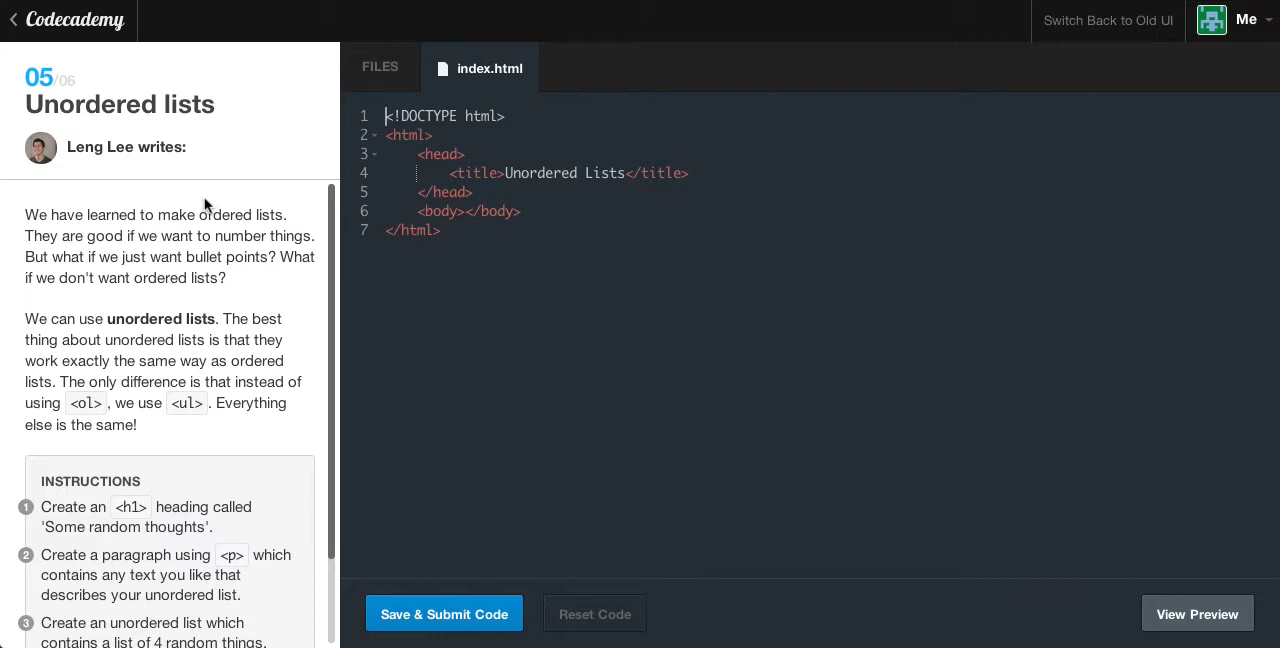 Codecademy
Switch Back to Old UI
Me
05/06
Unordered lists
Leng Lee writes:
We have learned to make ordered lists.
They are good if we want to number things.
But what if we just want bullet points? What
if we don't want ordered lists?
We can use unordered lists. The best
thing about unordered lists is that they
work exactly the same way as ordered
lists. The only difference is that instead of
using <ol>, we use <ul>. Everything
else is the same!
INSTRUCTIONS
1 Create an <h1> heading called
'Some random thoughts'.
2 Create a paragraph using <p> which
contains any text you like that
describes your unordered list.
3 Create an unordered list which
contains a list of 4 random things.
FILES
index.html
1 <!DOCTYPE html>
2 <html>
3 <head>
4 <title>Unordered Lists</title>
5 </head>
6 <body></body>
7 </html>
Save & Submit Code
Reset Code
View Preview